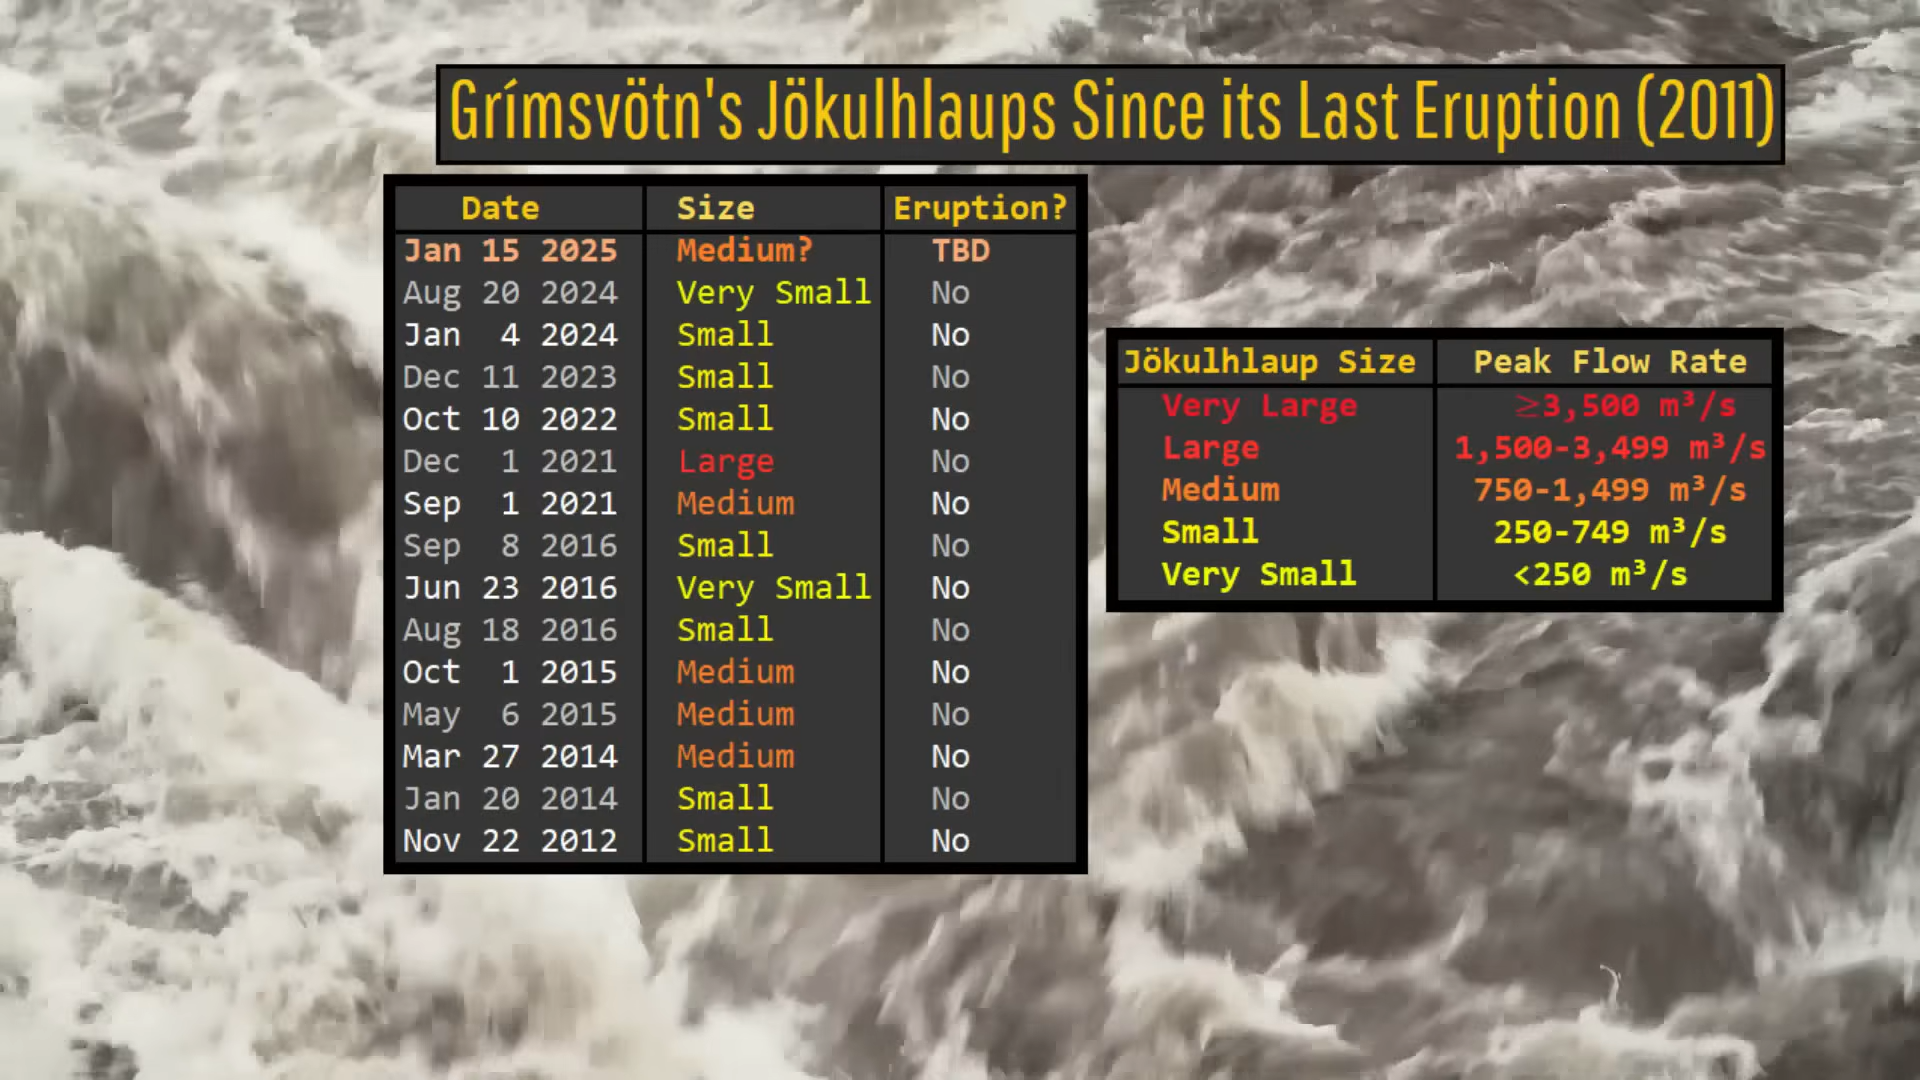 Grímsvötn's Jökulhlaups Since its Last Eruption (2011)
Date Size Eruption?
Jan 15 2025 Medium? TBD
Aug 20 2024 Very Small No
Jan 4 2024 Small No
Dec 11 2023 Small No
Oct 10 2022 Small No
Dec 1 2021 Large No
Sep 1 2021 Medium No
Sep 8 2016 Small No
Jun 23 2016 Very Small No
Aug 18 2016 Small No
Oct 1 2015 Medium No
May 6 2015 Medium No
Mar 27 2014 Medium No
Jan 20 2014 Small No
Nov 22 2012 Small No
Jökulhlaup Size Peak Flow Rate
Very Large ≥3,500 m³/s
Large 1,500-3,499 m³/s
Medium 750-1,499 m³/s
Small 250-749 m³/s
Very Small <250 m³/s